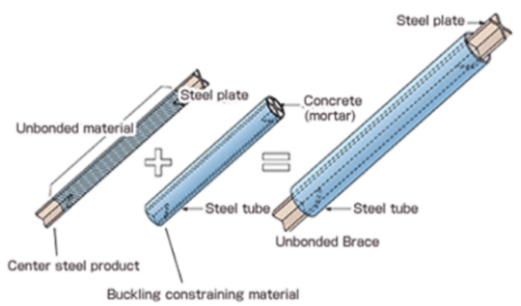 Steel plate
Steel plate
Unbonded material
Concrete
(mortar)
Steel tube
Steel tube
Unbonded Brace
Center steel product
Buckling constraining material